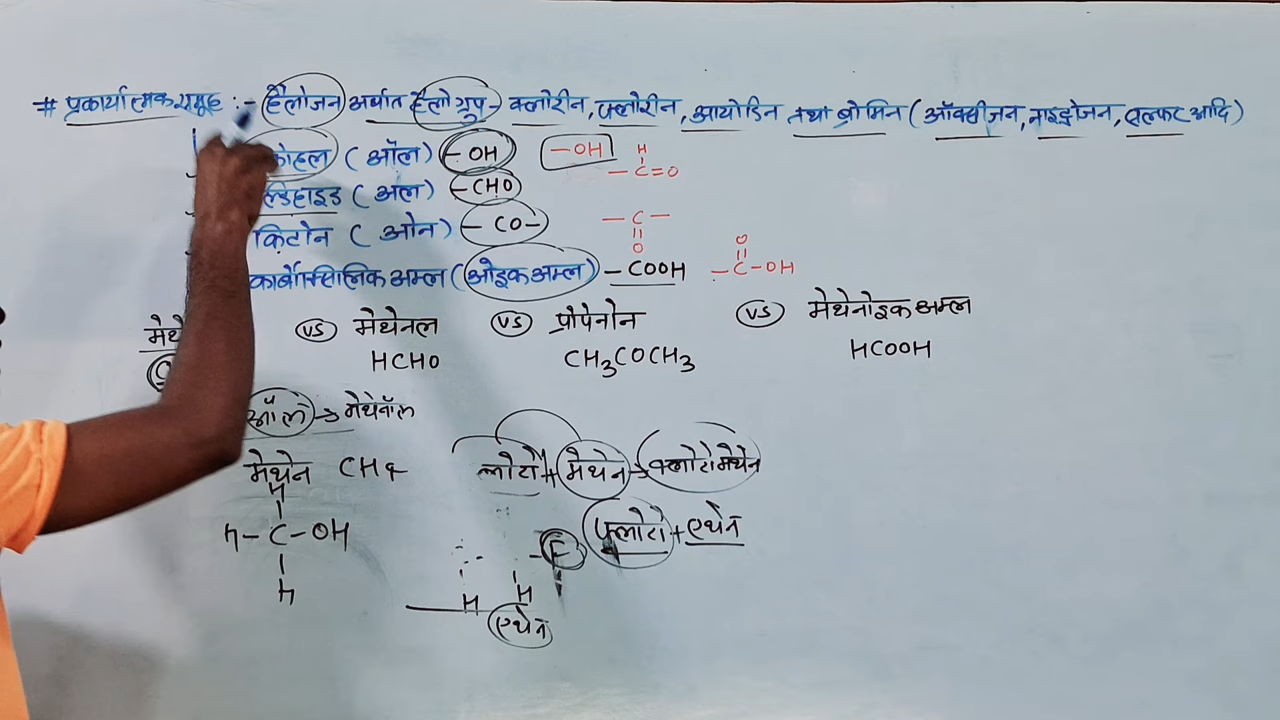 # प्रकार्यात्मक समूह :- हैलोजन अर्थात हैलो ग्रुप - क्लोरीन, फ्लोरीन, आयोडिन तथा ब्रोमिन ( ऑक्सीजन, नाइट्रोजन, सल्फर आदि)
कोहल ( ऑल) - OH - OH H - C = O
ल्डिहाइड ( अल) - CHO
किटोन ( ओन) - CO - - C - || O
कार्बोक्सिलिक अम्ल ( ओइक अम्ल) - COOH O || - C - OH
मेथे VS मेथेनल VS प्रोपेनोन VS मेथेनोइक अम्ल
HCHO CH3COCH3 HCOOH
ऑल → मेथेनॉल
मेथेन CH4 लोरो + मेथेन → क्लोरो मेथेन
H
H - C - OH फ्लोरो + एथेन
H - F
H H
एथेन